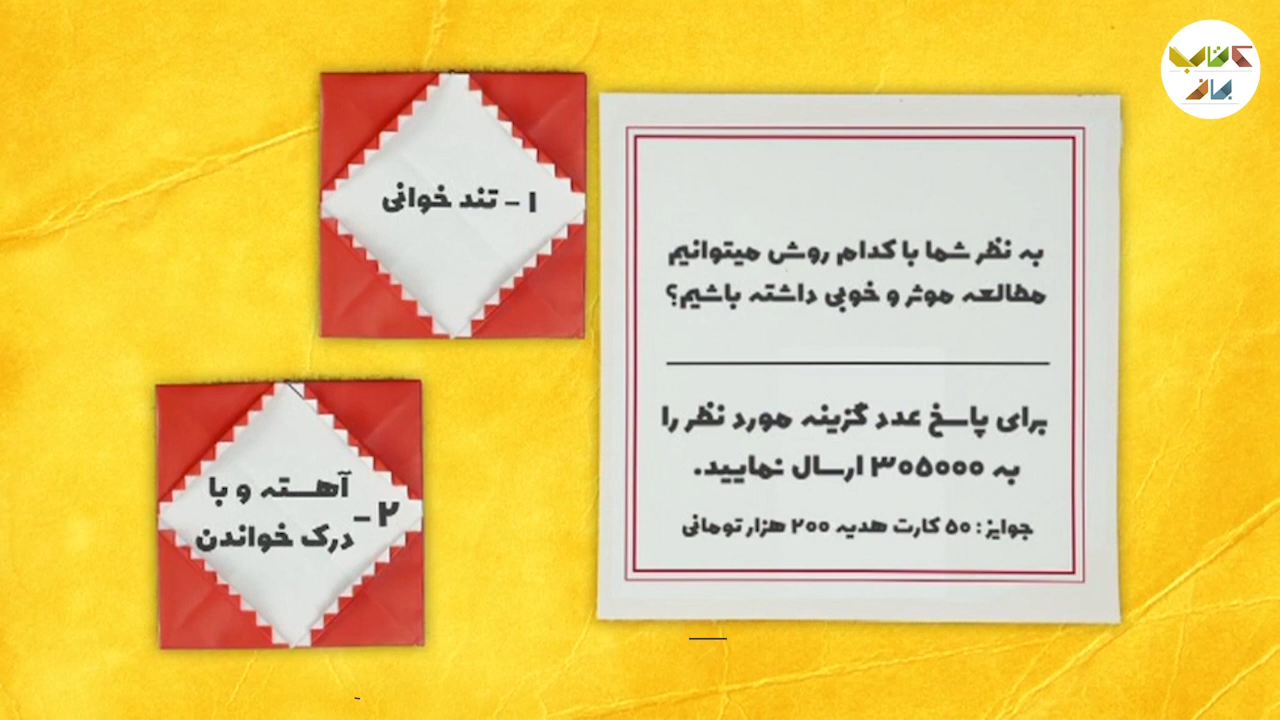 کتاب
باز
به نظر شما با کدام روش میتوانیم
مطالعه موثر و خوبی داشته باشیم؟
برای پاسخ عدد گزینه مورد نظر را
به ۳۰۵۰۰۰ ارسال نمایید.
جوایز : ۵۰ کارت هدیه ۲۰۰ هزار تومانی
۱ - تند خوانی
۲ - آهسته و با
درک خواندن